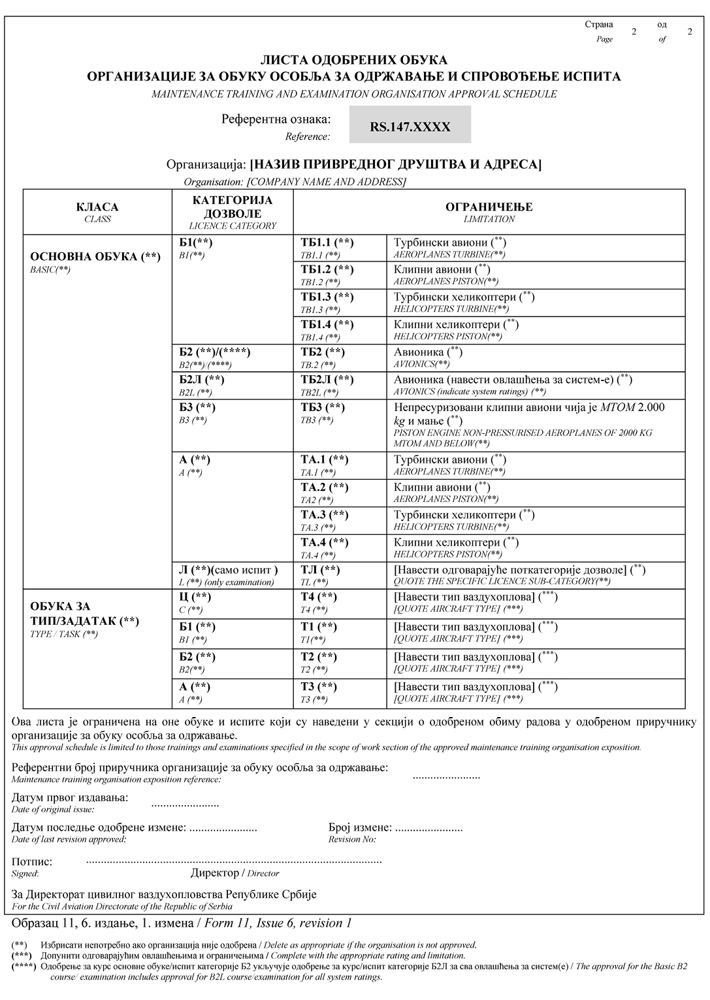 Страна 2 од 2
Page of
ЛИСТА ОДОБРЕНИХ ОБУКА
ОРГАНИЗАЦИЈЕ ЗА ОБУКУ ОСОБЉА ЗА ОДРЖАВАЊЕ И СПРОВОЂЕЊЕ ИСПИТА
MAINTENANCE TRAINING AND EXAMINATION ORGANISATION APPROVAL SCHEDULE
Референтна ознака: RS.147.XXXX
Reference:
Организација: [НАЗИВ ПРИВРЕДНОГ ДРУШТВА И АДРЕСА]
Organisation: [COMPANY NAME AND ADDRESS]
КЛАСА
CLASS
КАТЕГОРИЈА
ДОЗВОЛЕ
LICENCE CATEGORY
ОГРАНИЧЕЊЕ
LIMITATION
ОСНОВНА ОБУКА (**)
BASIC(**)
Б1(**)
B1(**)
ТБ1.1 (**) Турбински авиони (**)
TB1.1 (**) AEROPLANES TURBINE(**)
ТБ1.2 (**) Клипни авиони (**)
TB1.2 (**) AEROPLANES PISTON(**)
ТБ1.3 (**) Турбински хеликоптери (**)
TB1.3 (**) HELICOPTERS TURBINE(**)
ТБ1.4 (**) Клипни хеликоптери (**)
TB1.4 (**) HELICOPTERS PISTON(**)
Б2 (**)/(****) ТБ2 (**) Авионика (**)
B2(**)/(****) TB.2 (**) AVIONICS(**)
Б2Л (**) ТБ2Л (**) Авионика (навести овлашћења за систем-е) (**)
B2L (**) TB2L (**) AVIONICS (indicate system ratings) (**)
Б3 (**) ТБ3 (**) Непресуризовани клипни авиони чија је MTOM 2.000
B3 (**) TB3 (**) kg и мање (**)
PISTON ENGINE NON-PRESSURISED AEROPLANES OF 2000 KG
MTOM AND BELOW(**)
А (**) ТА.1 (**) Турбински авиони (**)
A (**) TA.1 (**) AEROPLANES TURBINE(**)
ТА.2 (**) Клипни авиони (**)
TA2 (**) AEROPLANES PISTON(**)
ТА.3 (**) Турбински хеликоптери (**)
TA.3 (**) HELICOPTERS TURBINE(**)
ТА.4 (**) Клипни хеликоптери (**)
TA.4 (**) HELICOPTERS PISTON(**)
Л (**)(само испит ) ТЛ (**) [Навести одговарајуће поткатегорије дозволе] (**)
L (**) (only examination) TL (**) QUOTE THE SPECIFIC LICENCE SUB-CATEGORY(**)
ОБУКА ЗА
ТИП/ЗАДАТАК (**)
TYPE / TASK (**)
Ц (**) Т4 (**) [Навести тип ваздухоплова] (***)
C (**) T4 (**) [QUOTE AIRCRAFT TYPE] (***)
Б1 (**) Т1 (**) [Навести тип ваздухоплова] (***)
B1 (**) T1(**) [QUOTE AIRCRAFT TYPE] (***)
Б2 (**) Т2 (**) [Навести тип ваздухоплова] (***)
B2(**) T2 (**) [QUOTE AIRCRAFT TYPE] (***)
А (**) Т3 (**) [Навести тип ваздухоплова] (***)
A (**) T3 (**) [QUOTE AIRCRAFT TYPE] (***)
Ова листа је ограничена на оне обуке и испите који су наведени у секцији о одобреном обиму радова у одобреном приручнику
организације за обуку особља за одржавање.
This approval schedule is limited to those trainings and examinations specified in the scope of work section of the approved maintenance training organisation exposition.
Референтни број приручника организације за обуку особља за одржавање: .......................
Maintenance training organisation exposition reference:
Датум првог издавања: .......................
Date of original issue:
Датум последње одобрене измене: ....................... Број измене: .......................
Date of last revision approved: Revision No:
Потпис: ....................................................................................................
Signed: Директор / Director
За Директорат цивилног ваздухопловства Републике Србије
For the Civil Aviation Directorate of the Republic of Serbia
Образац 11, 6. издање, 1. измена / Form 11, Issue 6, revision 1
(**) Избрисати непотребно ако организација није одобрена / Delete as appropriate if the organisation is not approved.
(***) Допунити одговарајућим овлашћењима и ограничењима / Complete with the appropriate rating and limitation.
(****) Одобрење за курс основне обуке/испит категорије Б2 укључује одобрење за курс/испит категорије Б2Л за сва овлашћења за систем(е) / The approval for the Basic B2
course/ examination includes approval for B2L course/examination for all system ratings.